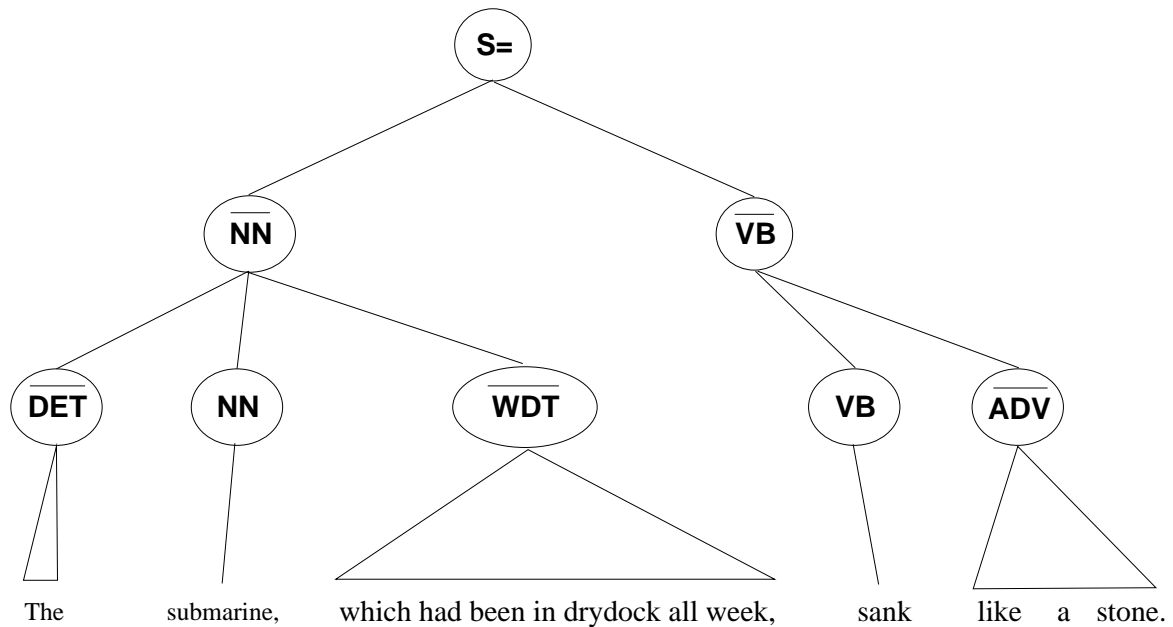 S=
NN VB
DET NN WDT VB ADV
The submarine, which had been in drydock all week, sank like a stone.